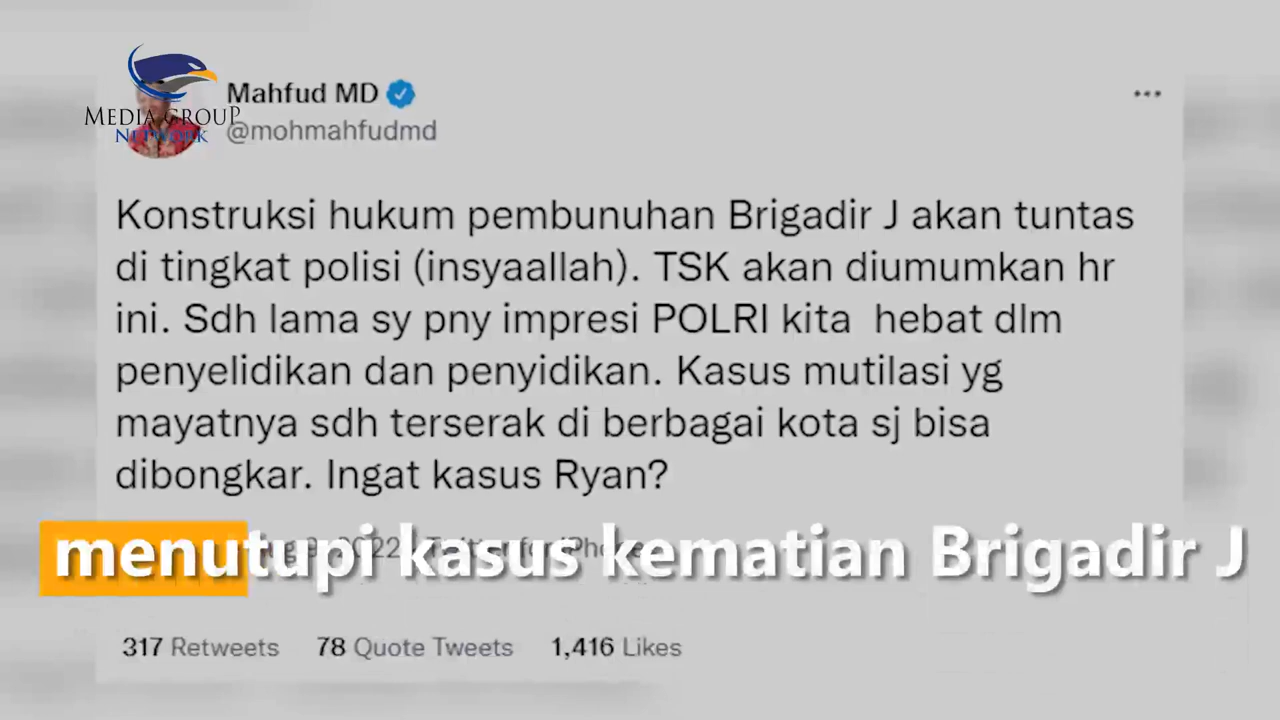 MEDIA GROUP
NETWORK
Mahfud MD
@mohmahfudmd
Konstruksi hukum pembunuhan Brigadir J akan tuntas
di tingkat polisi (insyaallah). TSK akan diumumkan hr
ini. Sdh lama sy pny impresi POLRI kita hebat dlm
penyelidikan dan penyidikan. Kasus mutilasi yg
mayatnya sdh terserak di berbagai kota sj bisa
dibongkar. Ingat kasus Ryan?
menutupi kasus kematian Brigadir J
317 Retweets 78 Quote Tweets 1,416 Likes